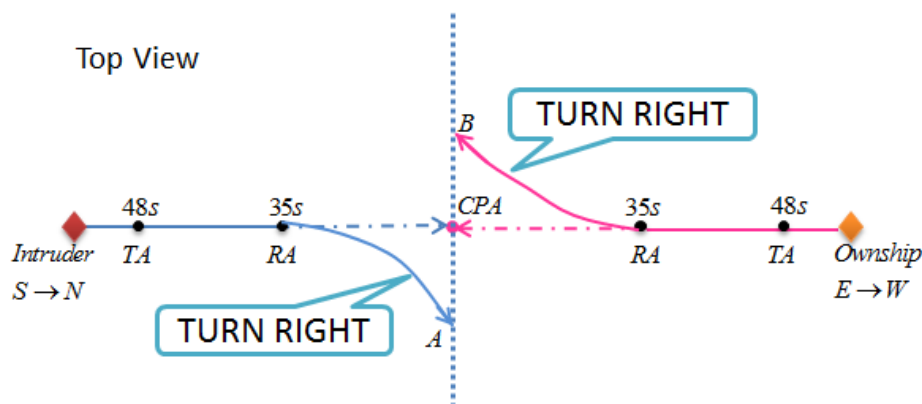 Top View
B
TURN RIGHT
48s
35s
CPA
35s
48s
Intruder
TA
RA
RA
TA
Ownship
S → N
E → W
TURN RIGHT
A